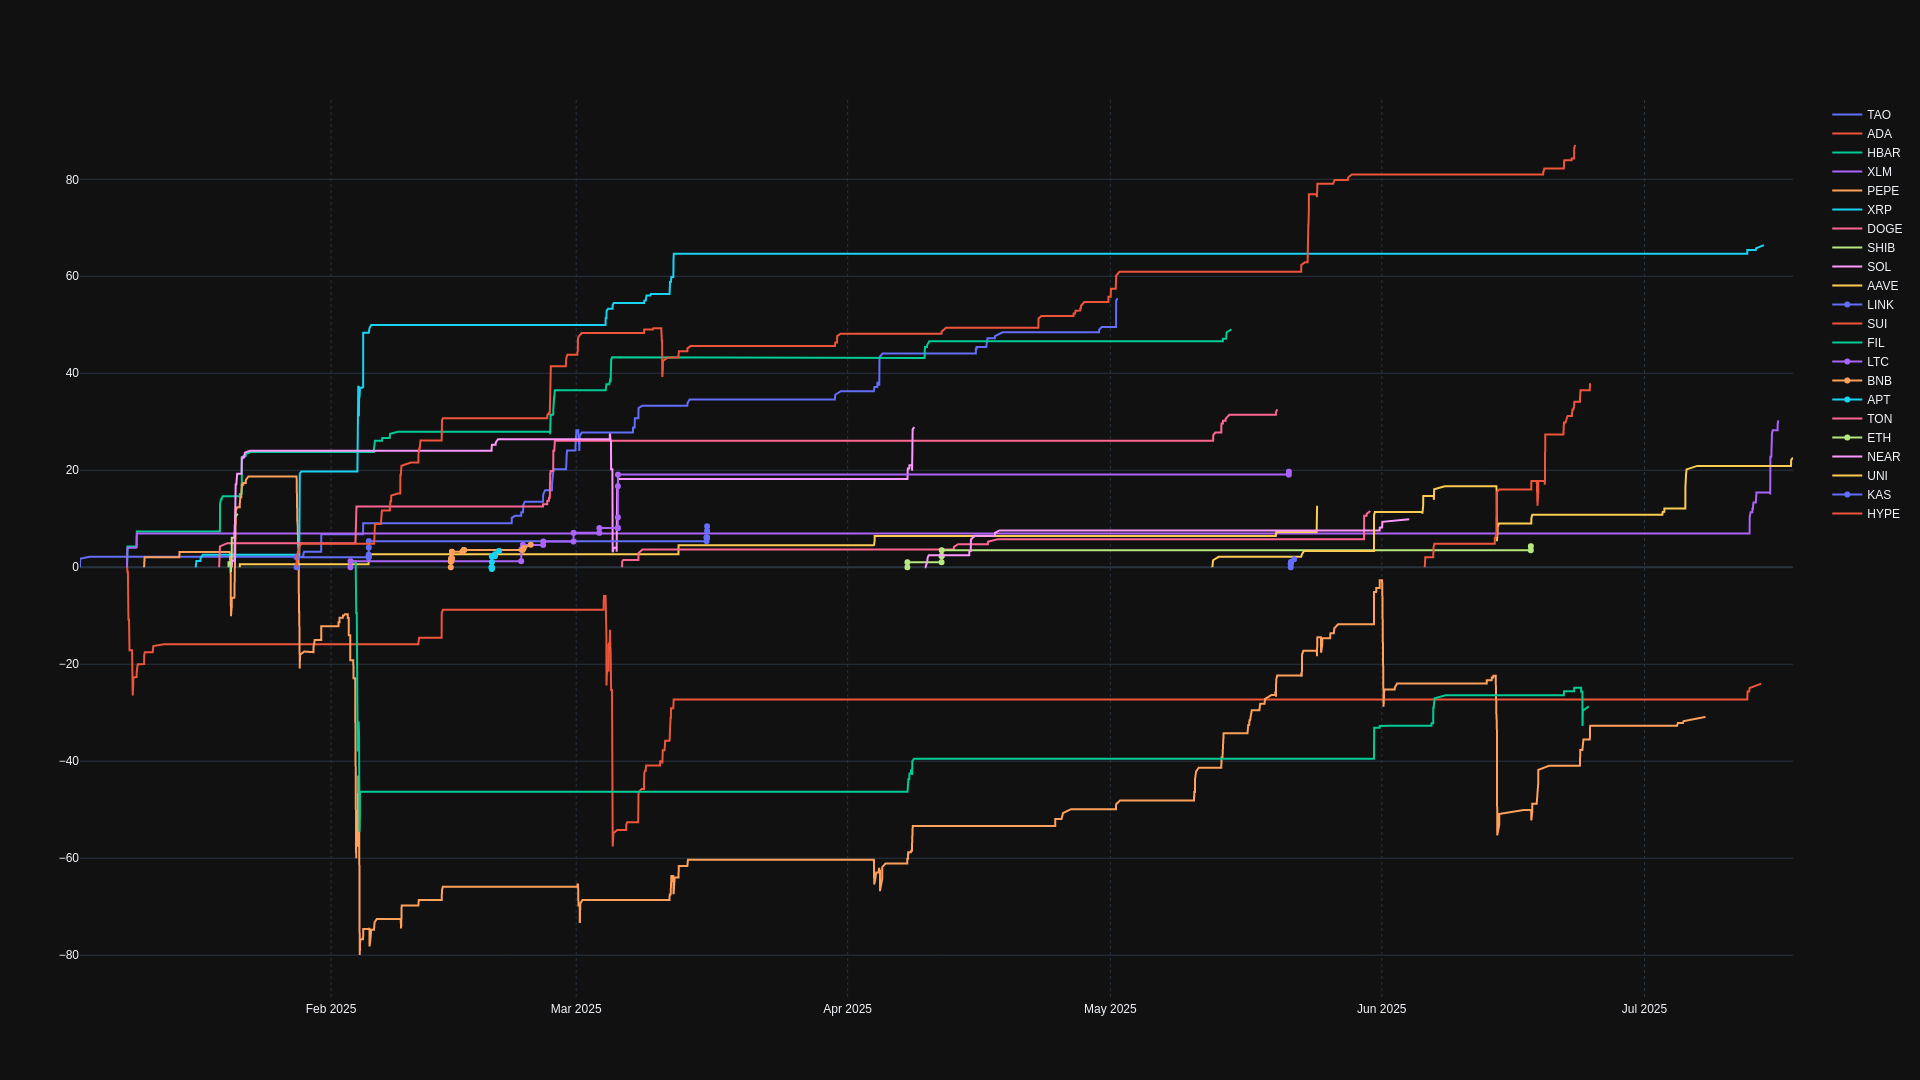 80
60
40
20
0
−20
−40
−60
−80
Feb 2025
Mar 2025
Apr 2025
May 2025
Jun 2025
Jul 2025
TAO
ADA
HBAR
XLM
PEPE
XRP
DOGE
SHIB
SOL
AAVE
LINK
SUI
FIL
LTC
BNB
APT
TON
ETH
NEAR
UNI
KAS
HYPE